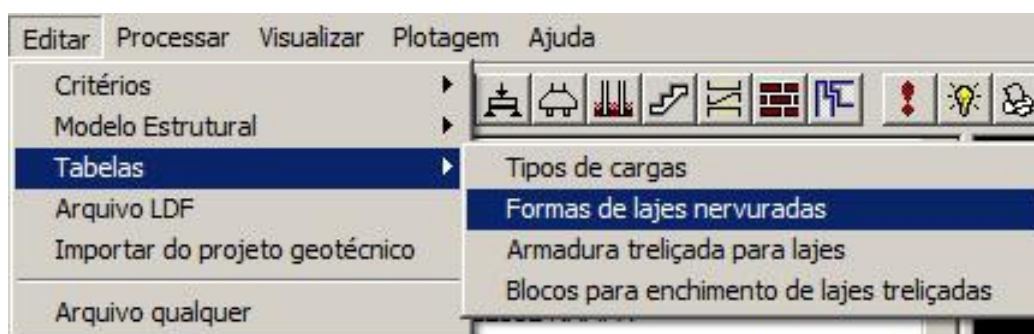 Editar Processar Visualizar Plotagem Ajuda
Critérios
Modelo Estrutural
Tabelas
Arquivo LDF
Importar do projeto geotécnico
Arquivo qualquer
Tipos de cargas
Formas de lajes nervuradas
Armadura treliçada para lajes
Blocos para enchimento de lajes treliçadas